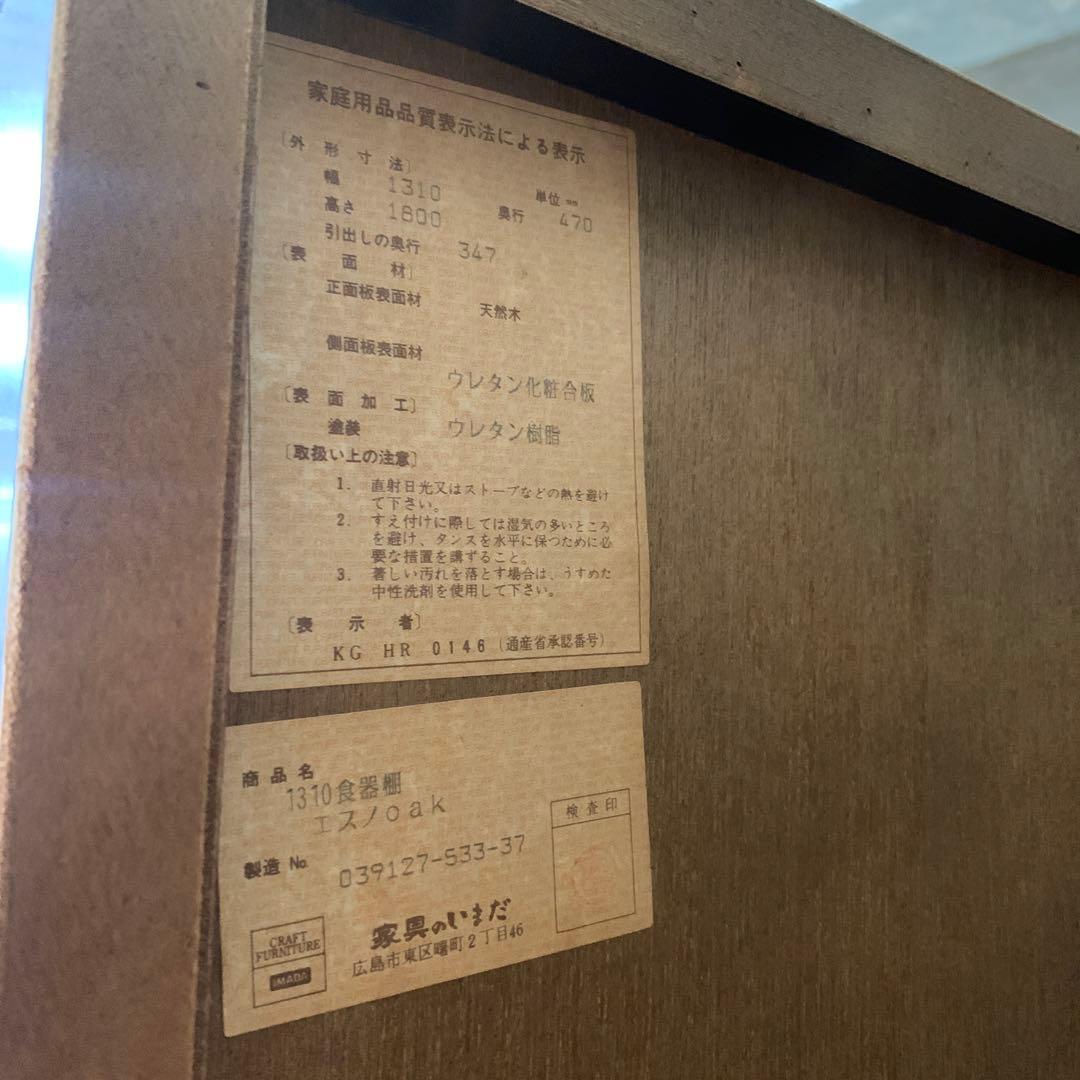 家庭用品品質表示法による表示
〔外形寸法〕
単位 mm
幅 1310
高さ 1800 奥行 470
引出しの奥行 347
〔表面材〕
正面板表面材 天然木
側面板表面材
ウレタン化粧合板
〔表面加工〕
塗装 ウレタン樹脂
〔取扱い上の注意〕
1. 直射日光又はストーブなどの熱を避け
て下さい。
2. すえ付けに際しては湿気の多いところ
を避け、タンスを水平に保つために必
要な措置を講ずること。
3. 著しい汚れを落とす場合は、うすめた
中性洗剤を使用して下さい。
〔表示者〕
KG HR 0146 (通産省承認番号)
商品名
1310食器棚
エスノoak
製造 No. 039127-533-37
検査印
CRAFT
FURNITURE
IMADA
家具のいまだ
広島市東区曙町2丁目46